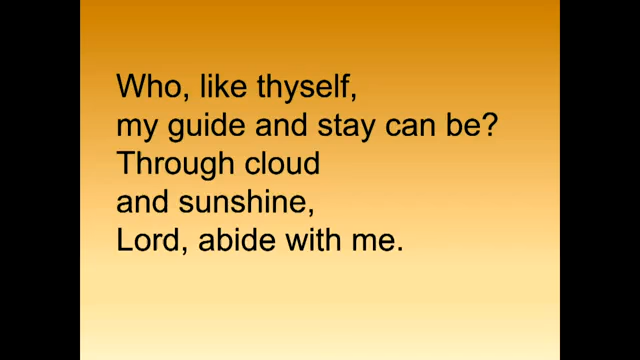 Who, like thyself,
my guide and stay can be?
Through cloud
and sunshine,
Lord, abide with me.